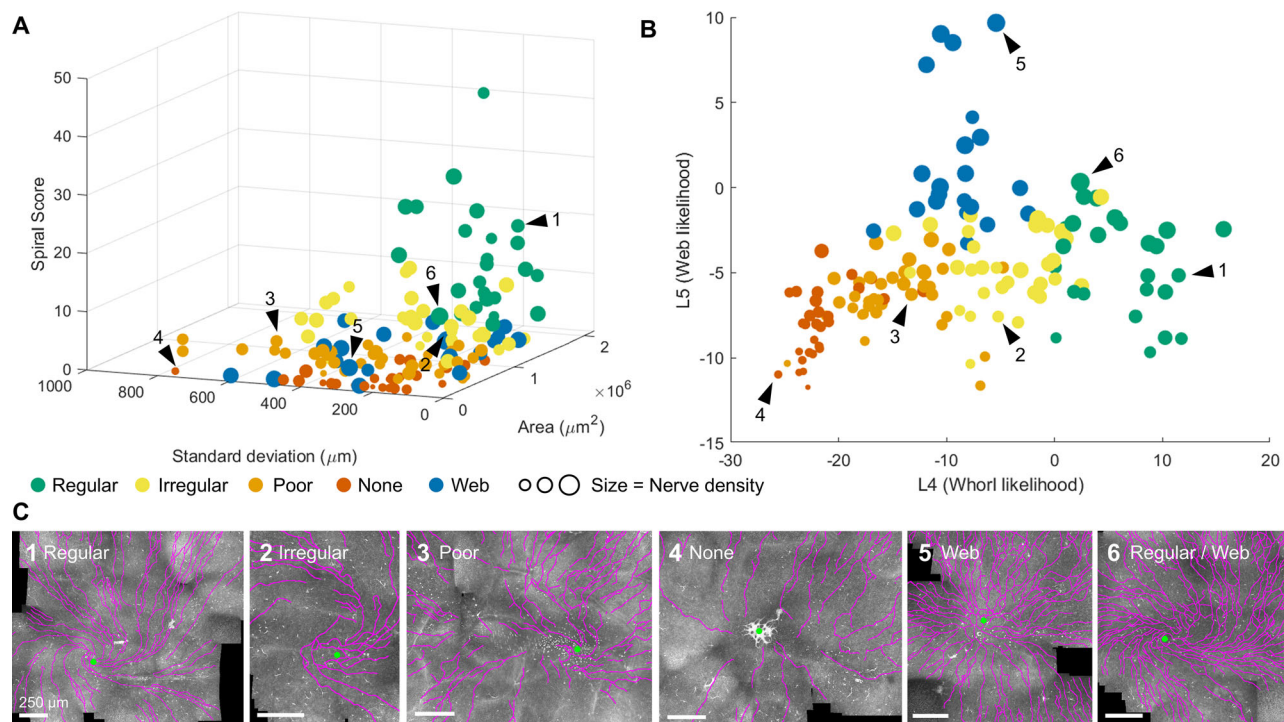 A
50
40
30
20
10
0
Spiral Score
1000
800
600
400
200
0
Standard deviation (μm)
0
1
2
×10⁶
Area (μm²)
1
2
3
4
5
6
B
10
5
0
-5
-10
-15
L5 (Web likelihood)
-30
-20
-10
0
10
20
L4 (Whorl likelihood)
5
6
1
2
3
4
Regular Irregular Poor None Web Size = Nerve density
C
1 Regular
250 μm
2 Irregular
3 Poor
4 None
5 Web
6 Regular / Web